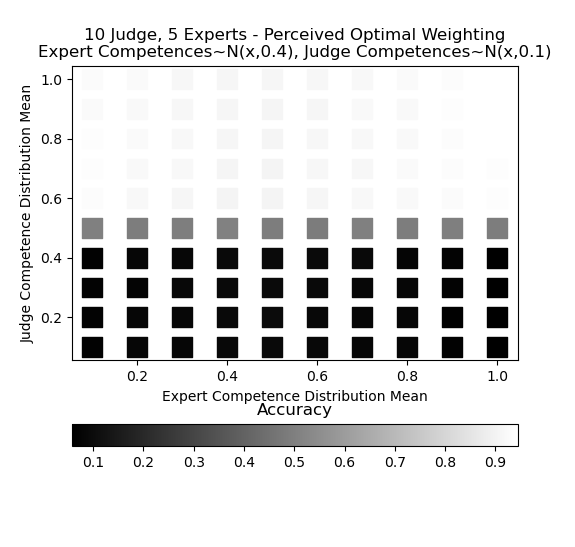 10 Judge, 5 Experts - Perceived Optimal Weighting
Expert Competences~N(x,0.4), Judge Competences~N(x,0.1)
Judge Competence Distribution Mean
1.0
0.8
0.6
0.4
0.2
0.2 0.4 0.6 0.8 1.0
Expert Competence Distribution Mean
Accuracy
0.1 0.2 0.3 0.4 0.5 0.6 0.7 0.8 0.9